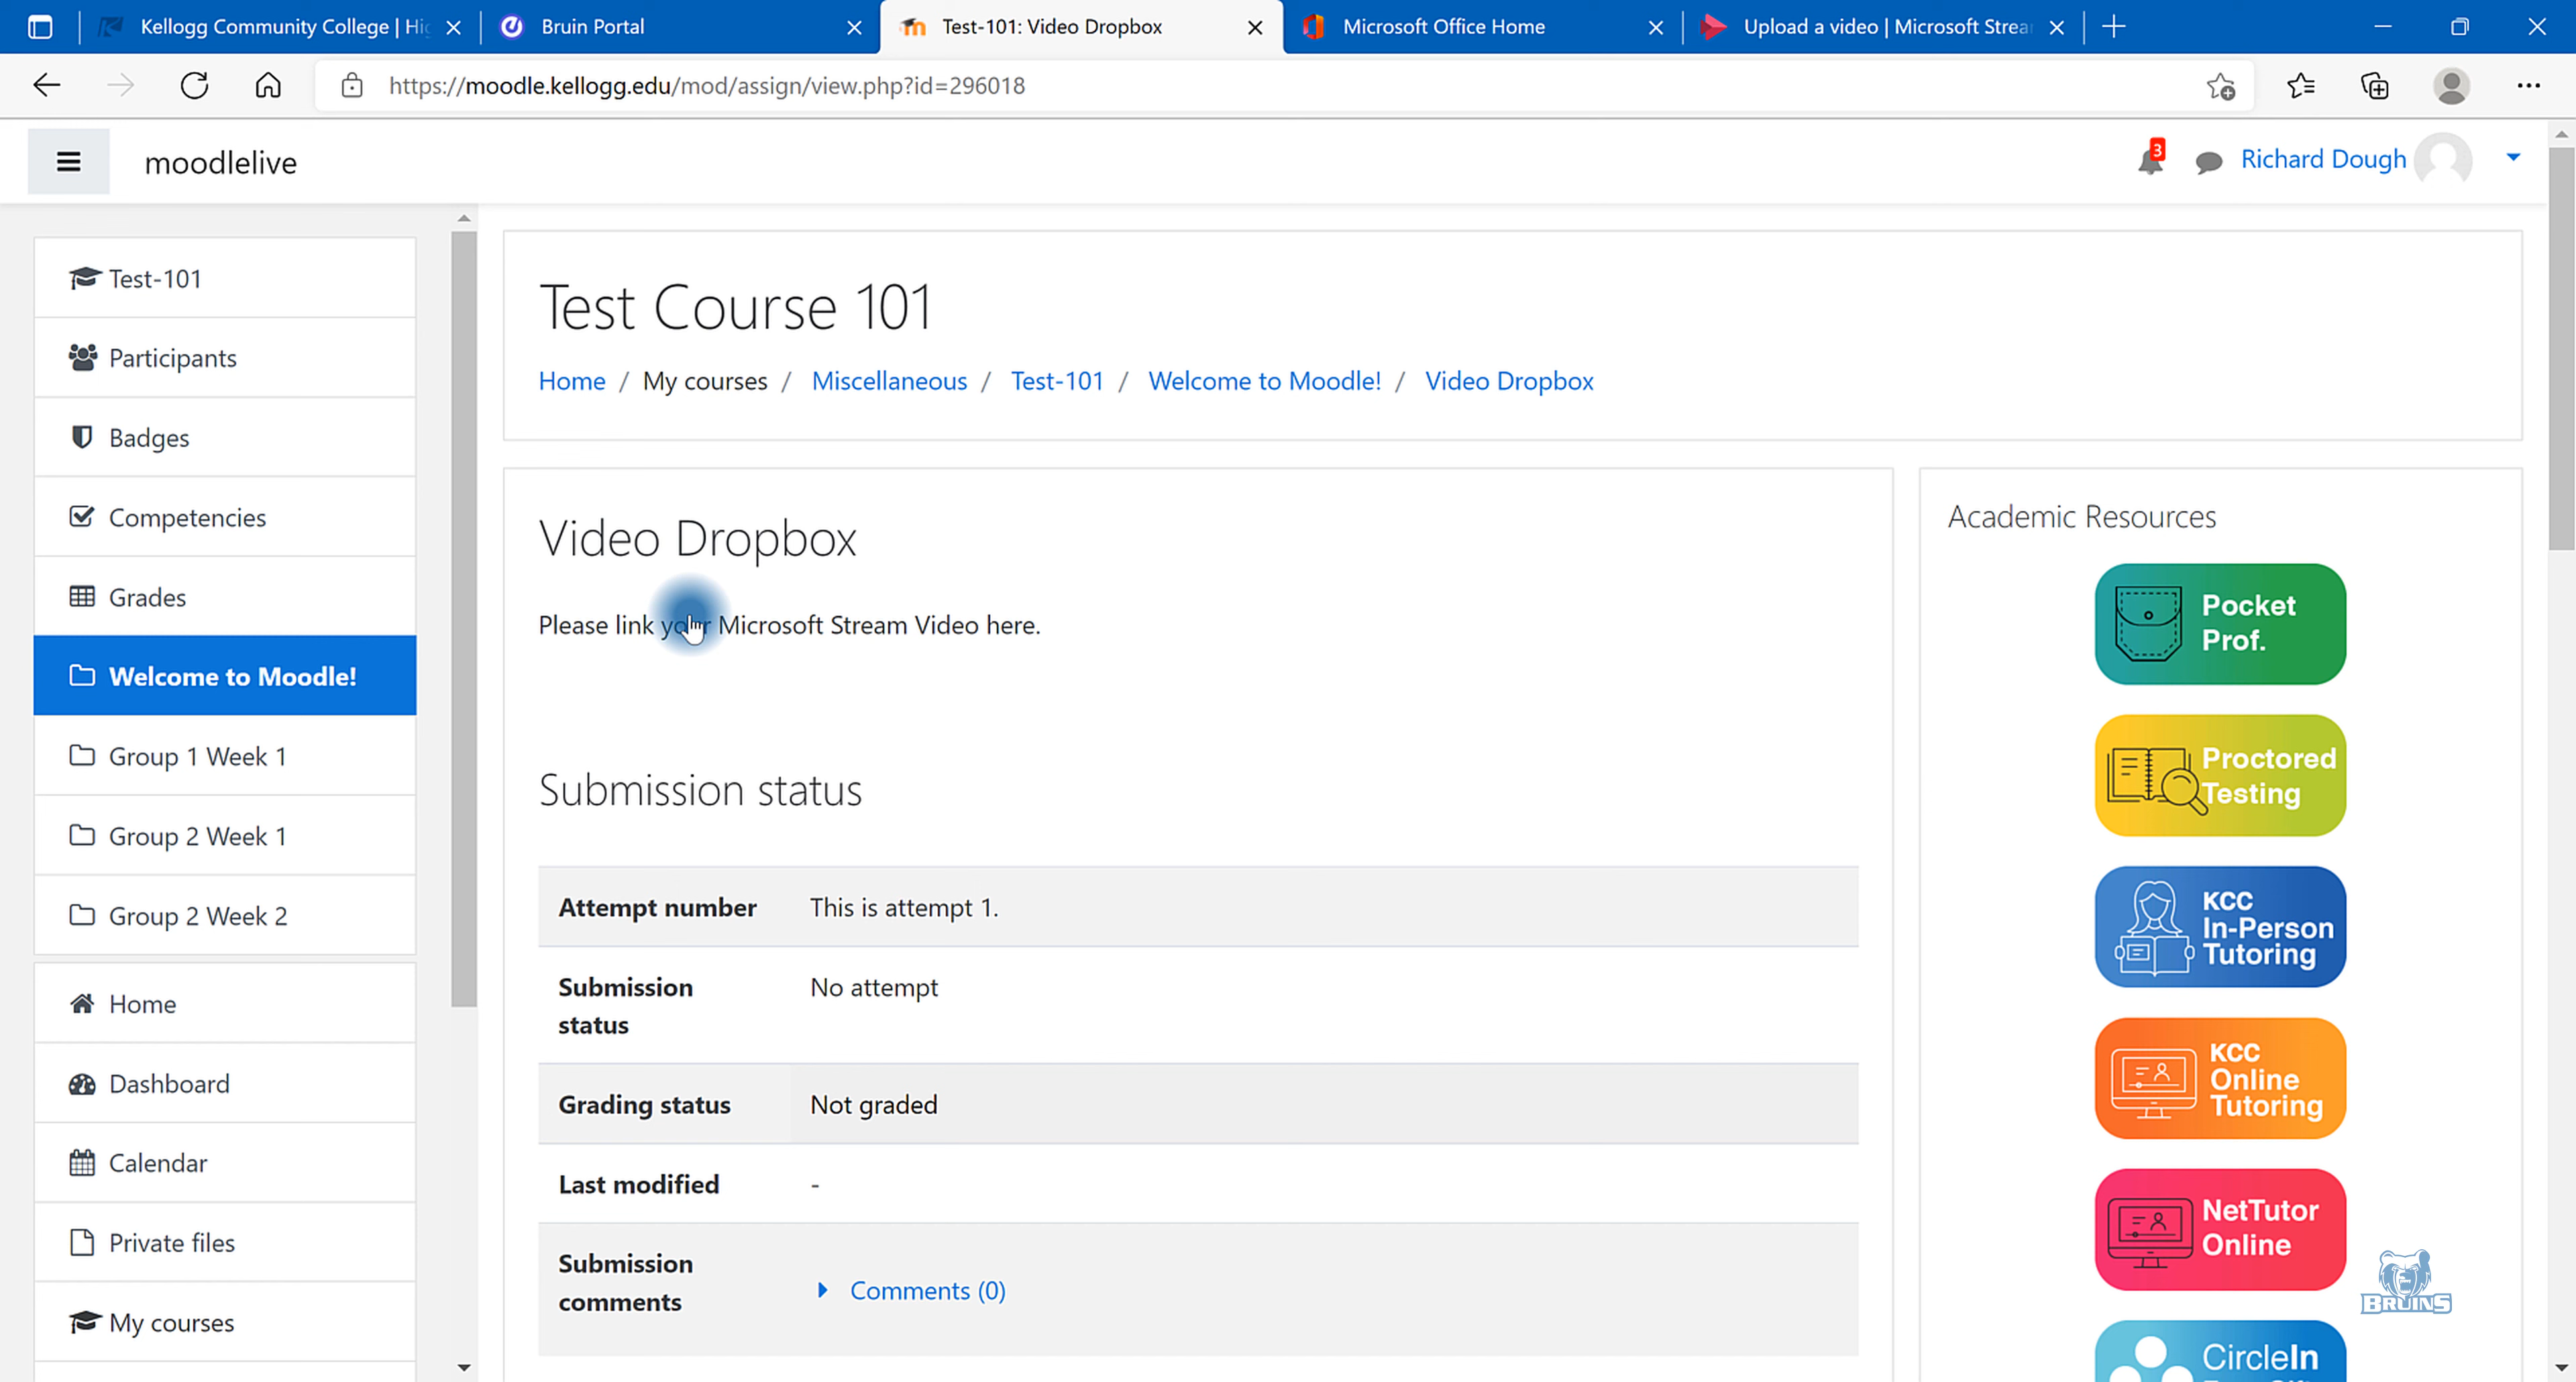 Kellogg Community College | Hig
Bruin Portal
Test-101: Video Dropbox
Microsoft Office Home
Upload a video | Microsoft Strea
https://moodle.kellogg.edu/mod/assign/view.php?id=296018
moodlelive
3
Richard Dough
Test-101
Participants
Badges
Competencies
Grades
Welcome to Moodle!
Group 1 Week 1
Group 2 Week 1
Group 2 Week 2
Home
Dashboard
Calendar
Private files
My courses
Test Course 101
Home / My courses / Miscellaneous / Test-101 / Welcome to Moodle! / Video Dropbox
Video Dropbox
Please link your Microsoft Stream Video here.
Submission status
Attempt number This is attempt 1.
Submission status No attempt
Grading status Not graded
Last modified -
Submission comments Comments (0)
Academic Resources
Pocket
Prof.
Proctored
Testing
KCC
In-Person
Tutoring
KCC
Online
Tutoring
NetTutor
Online
CircleIn
BRUINS